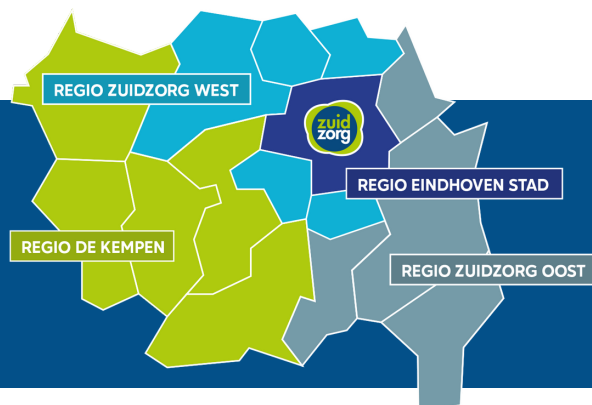 REGIO ZUIDZORG WEST
zuid
zorg
REGIO EINDHOVEN STAD
REGIO DE KEMPEN
REGIO ZUIDZORG OOST